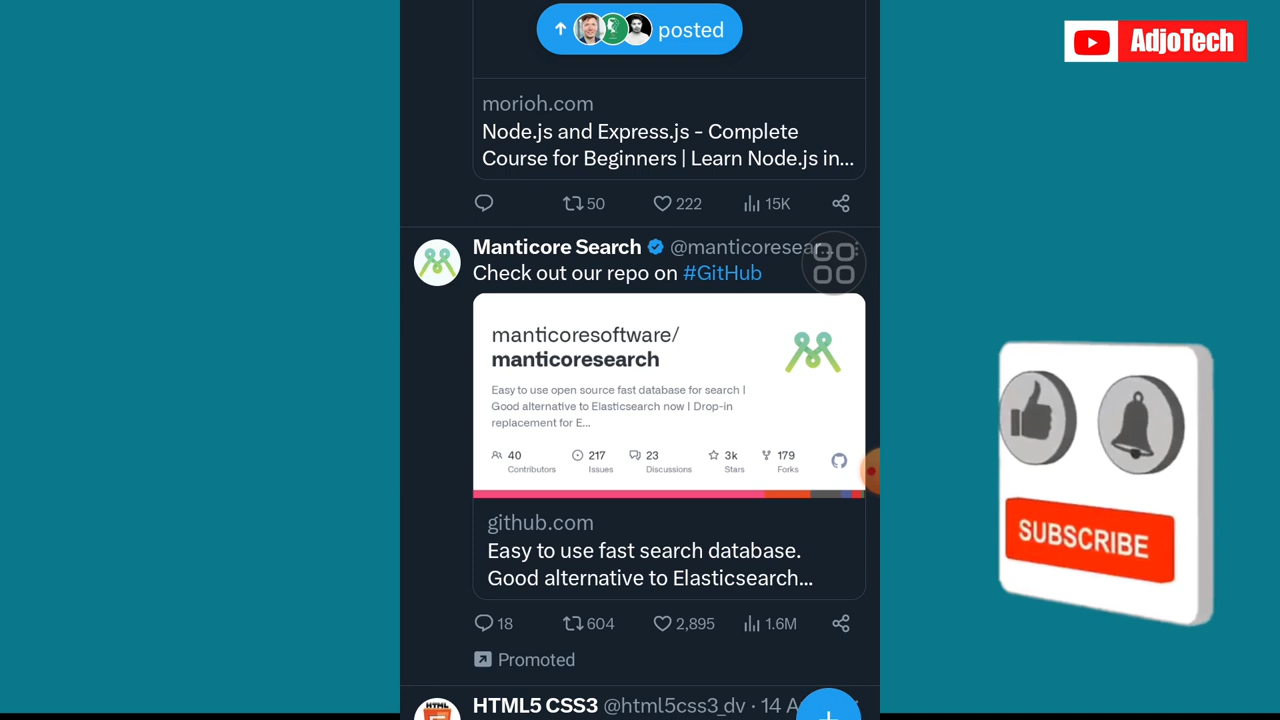 posted
AdjoTech
morioh.com
Node.js and Express.js - Complete
Course for Beginners | Learn Node.js in...
50 222 15K
Manticore Search @manticoresear...
Check out our repo on #GitHub
manticoresoftware/
manticoresearch
Easy to use open source fast database for search |
Good alternative to Elasticsearch now | Drop-in
replacement for E...
40 217 23 3k 179
Contributors Issues Discussions Stars Forks
github.com
Easy to use fast search database.
Good alternative to Elasticsearch...
18 604 2,895 1.6M
Promoted
HTML5 CSS3 @html5css3_dv · 14 A
HTML
SUBSCRIBE